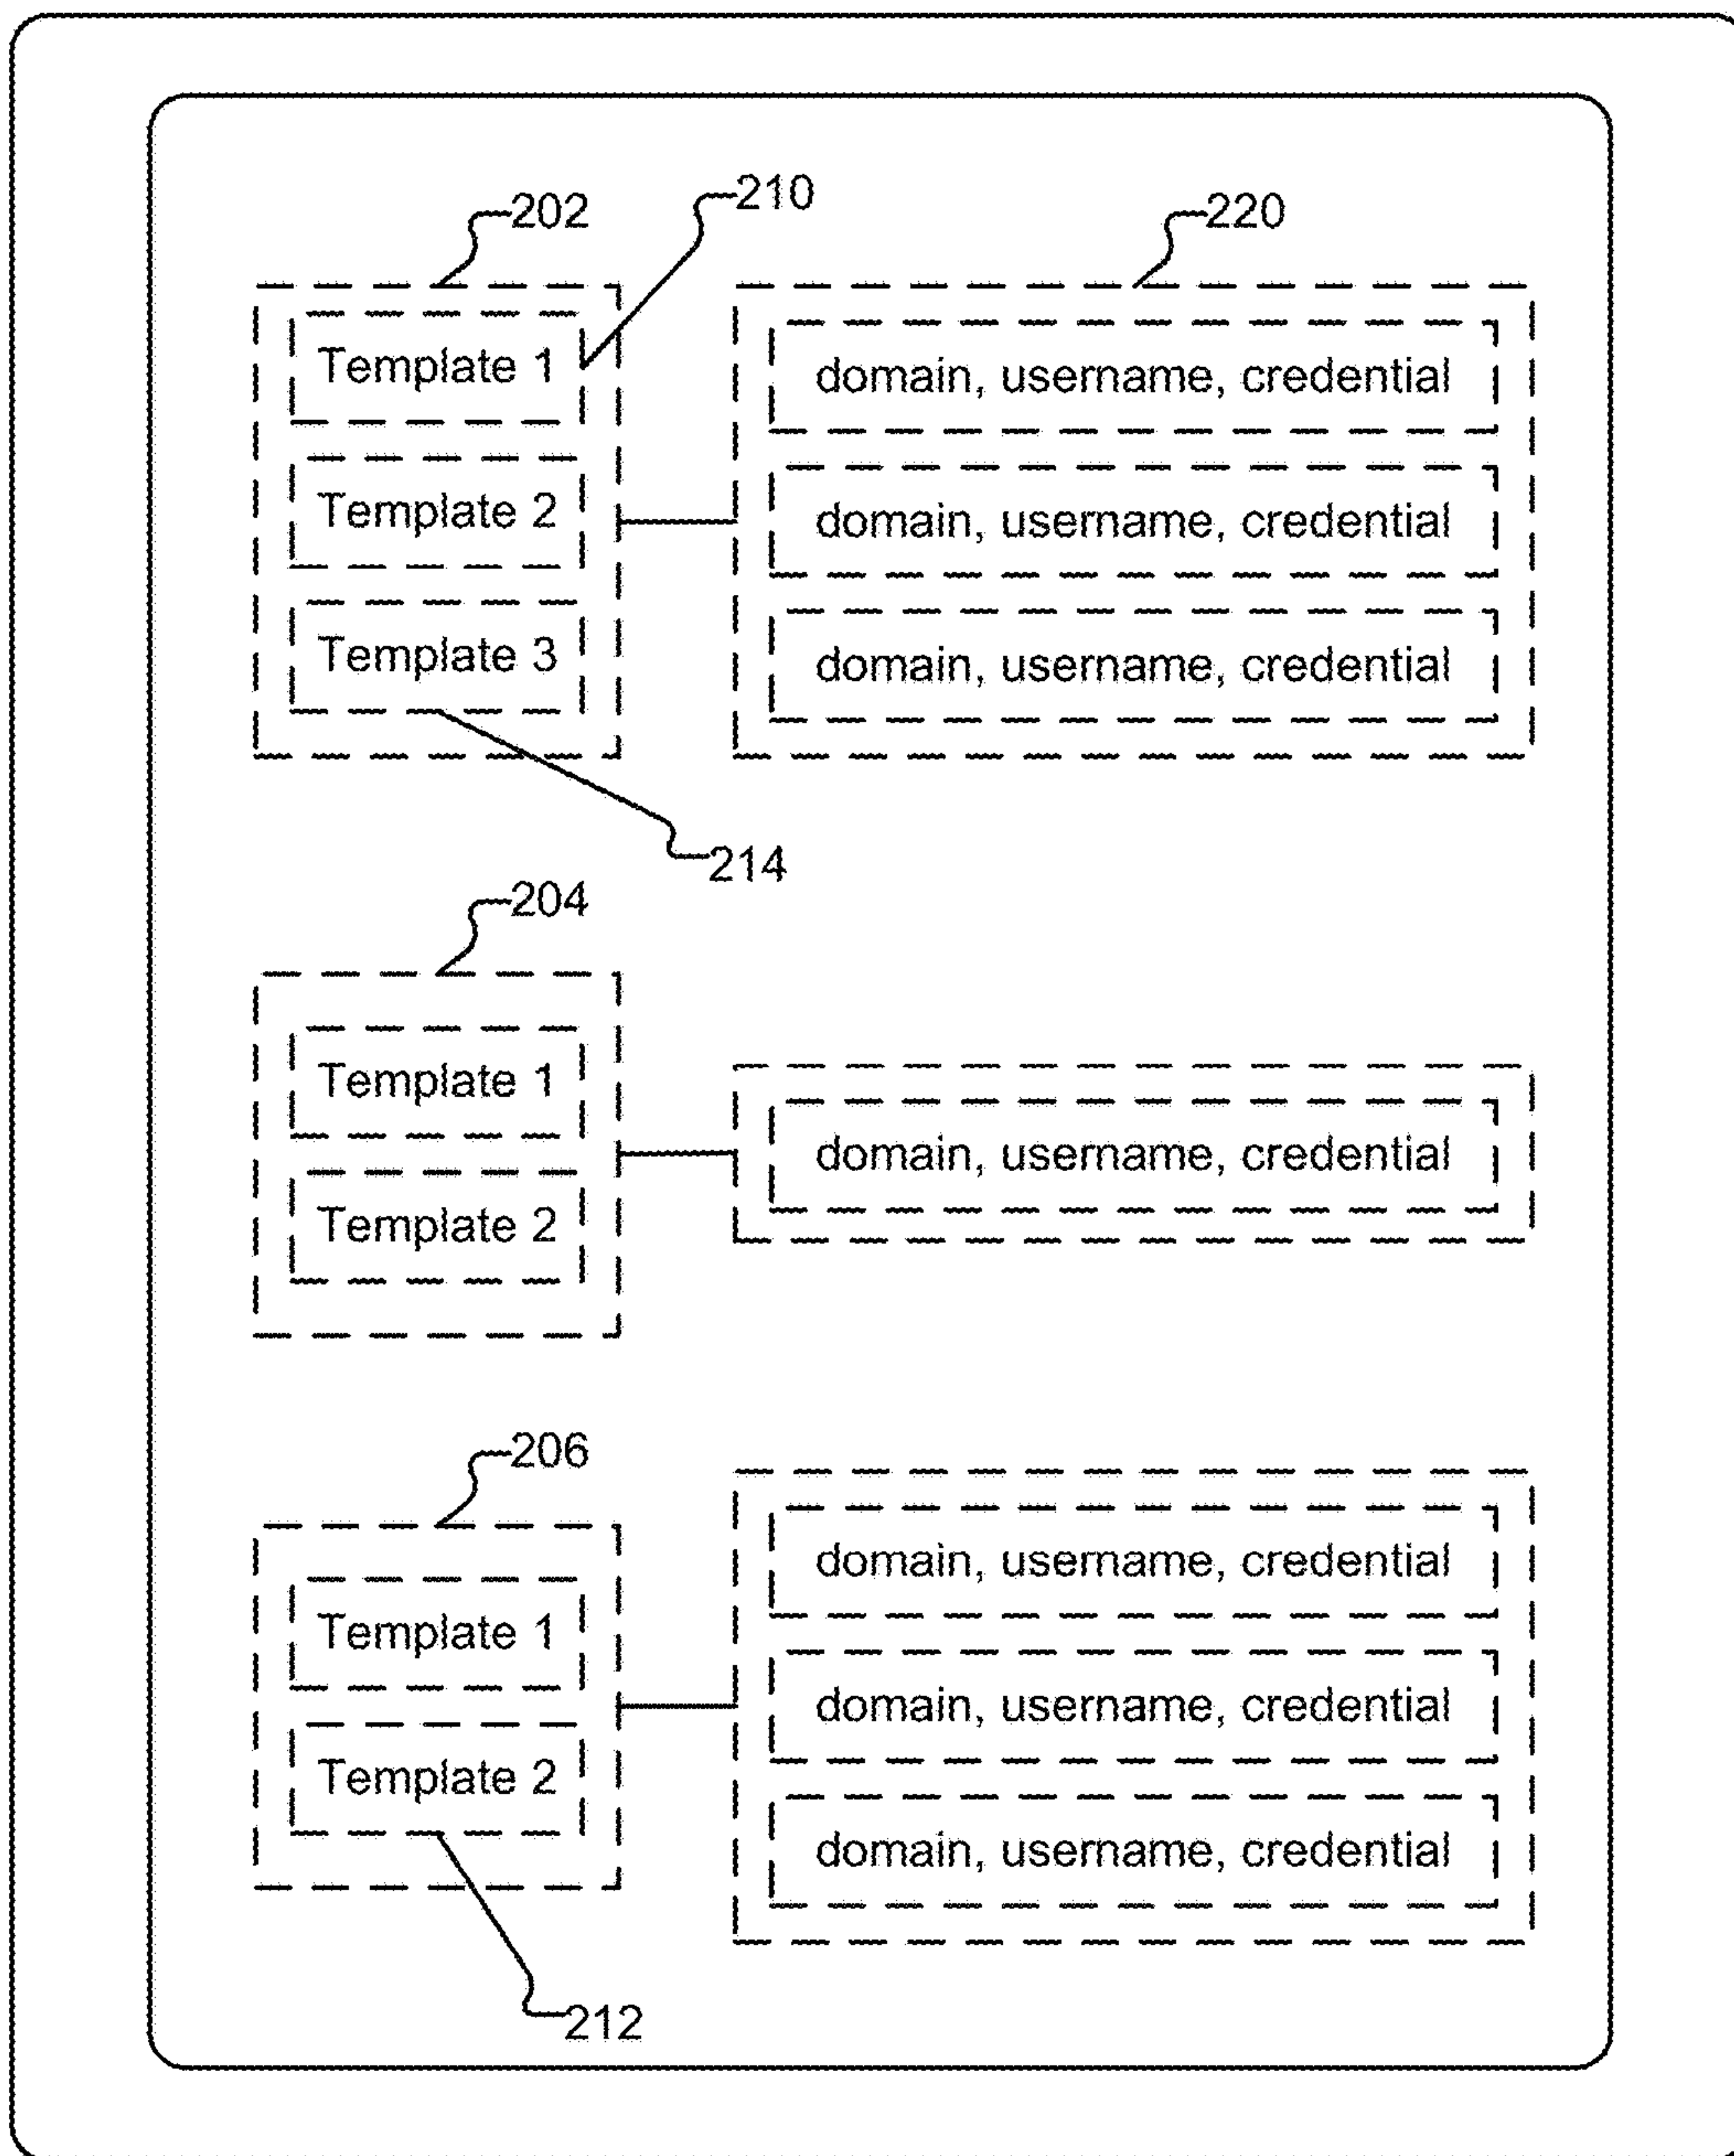 210
202
220
Template 1
domain, username, credential
Template 2
domain, username, credential
Template 3
domain, username, credential
214
204
Template 1
domain, username, credential
Template 2
206
domain, username, credential
Template 1
domain, username, credential
Template 2
domain, username, credential
212